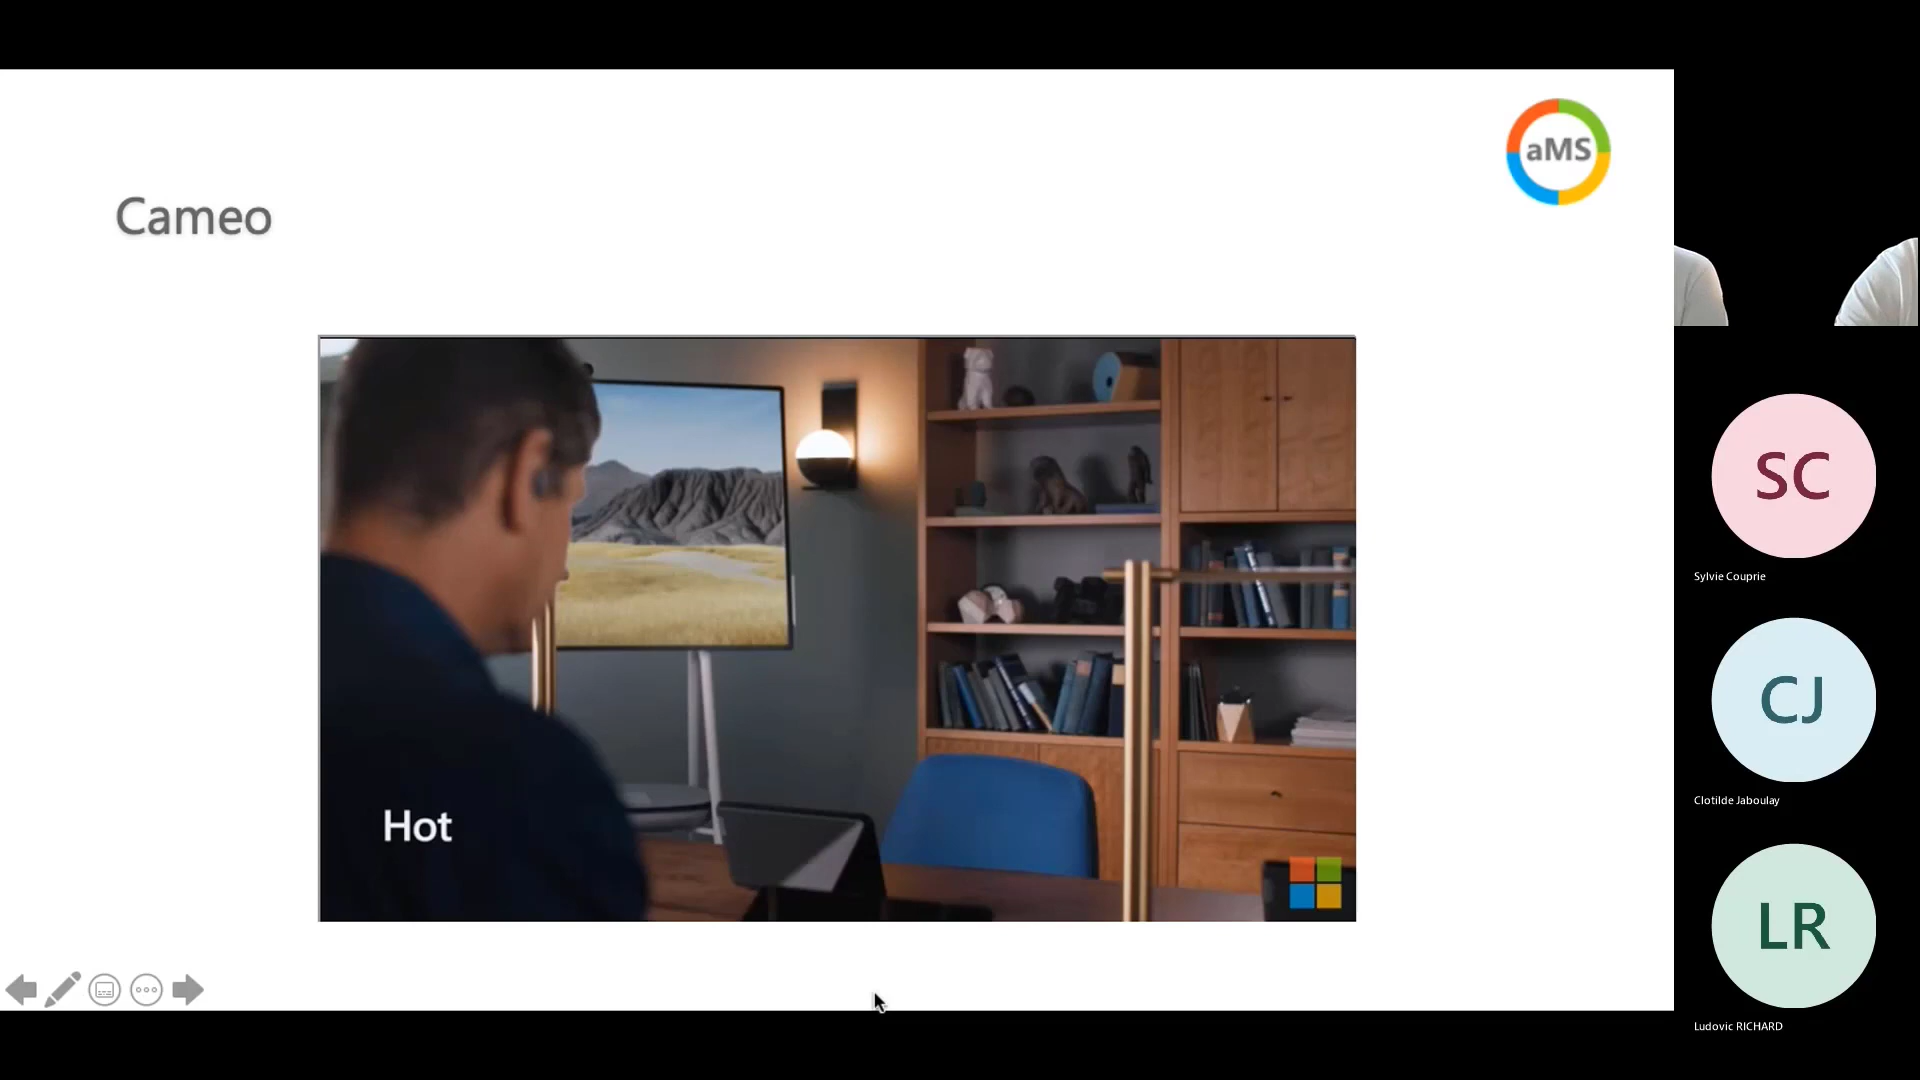 aMS
Cameo
Hot
SC
Sylvie Couprie
CJ
Clotilde Jaboulay
LR
Ludovic RICHARD